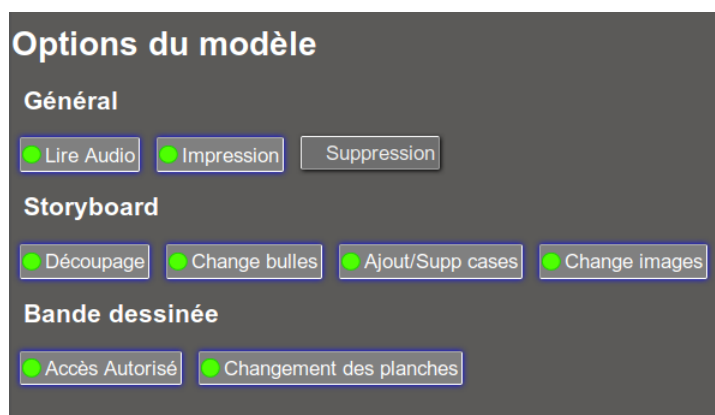 Options du modèle
Général
Lire Audio Impression Suppression
Storyboard
Découpage Change bulles Ajout/Supp cases Change images
Bande dessinée
Accès Autorisé Changement des planches